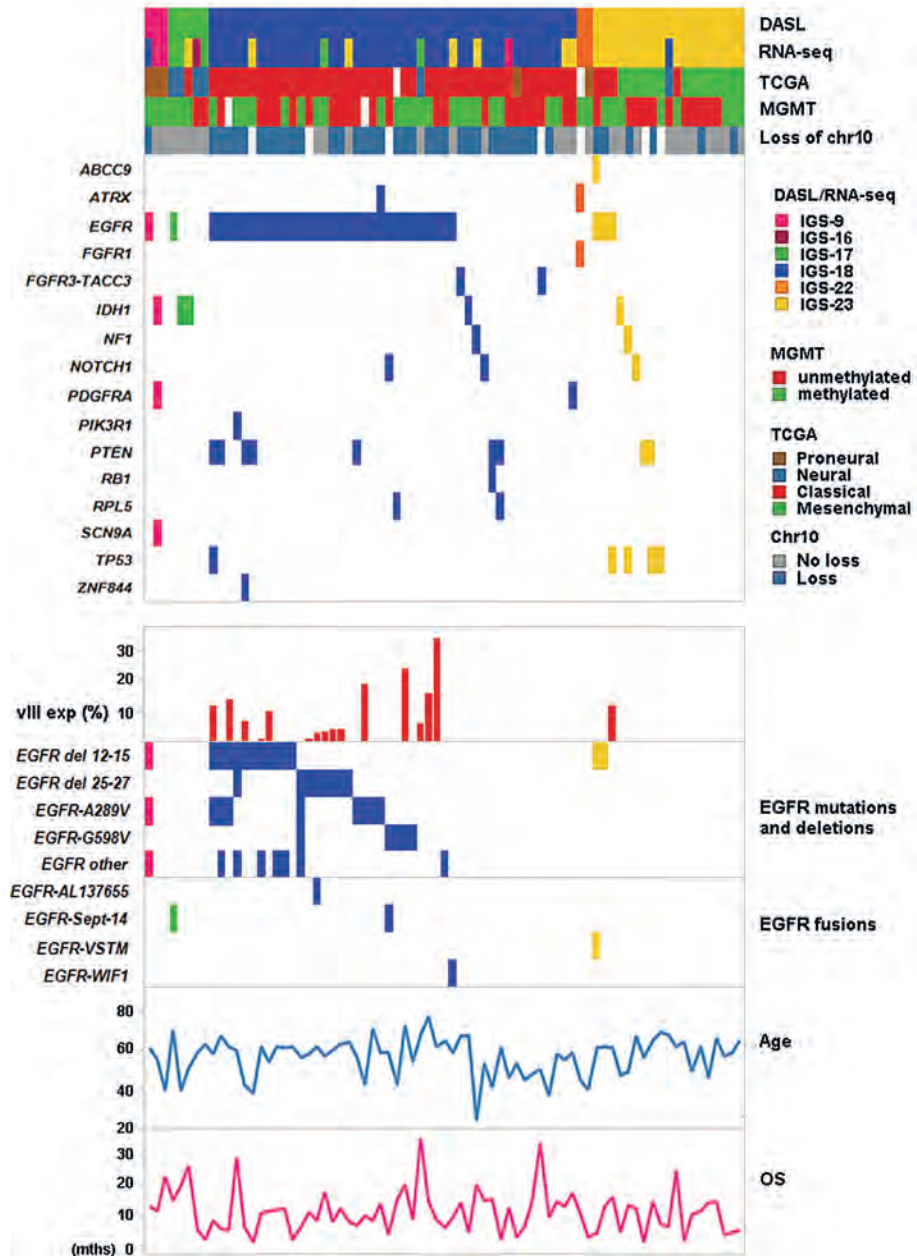 DASL
RNA-seq
TCGA
MGMT
Loss of chr10
ABCC9
ATRX
EGFR
FGFR1
FGFR3-TACC3
IDH1
NF1
NOTCH1
PDGFRA
PIK3R1
PTEN
RB1
RPL5
SCN9A
TP53
ZNF844
DASL/RNA-seq
IGS-9
IGS-16
IGS-17
IGS-18
IGS-22
IGS-23
MGMT
unmethylated
methylated
TCGA
Proneural
Neural
Classical
Mesenchymal
Chr10
No loss
Loss
30
20
10
vIII exp (%)
EGFR del 12-15
EGFR del 25-27
EGFR-A289V
EGFR-G598V
EGFR other
EGFR mutations
and deletions
EGFR-AL137655
EGFR-Sept-14
EGFR-VSTM
EGFR-WIF1
EGFR fusions
80
60
40
20
Age
30
20
10
(mths) 0
OS